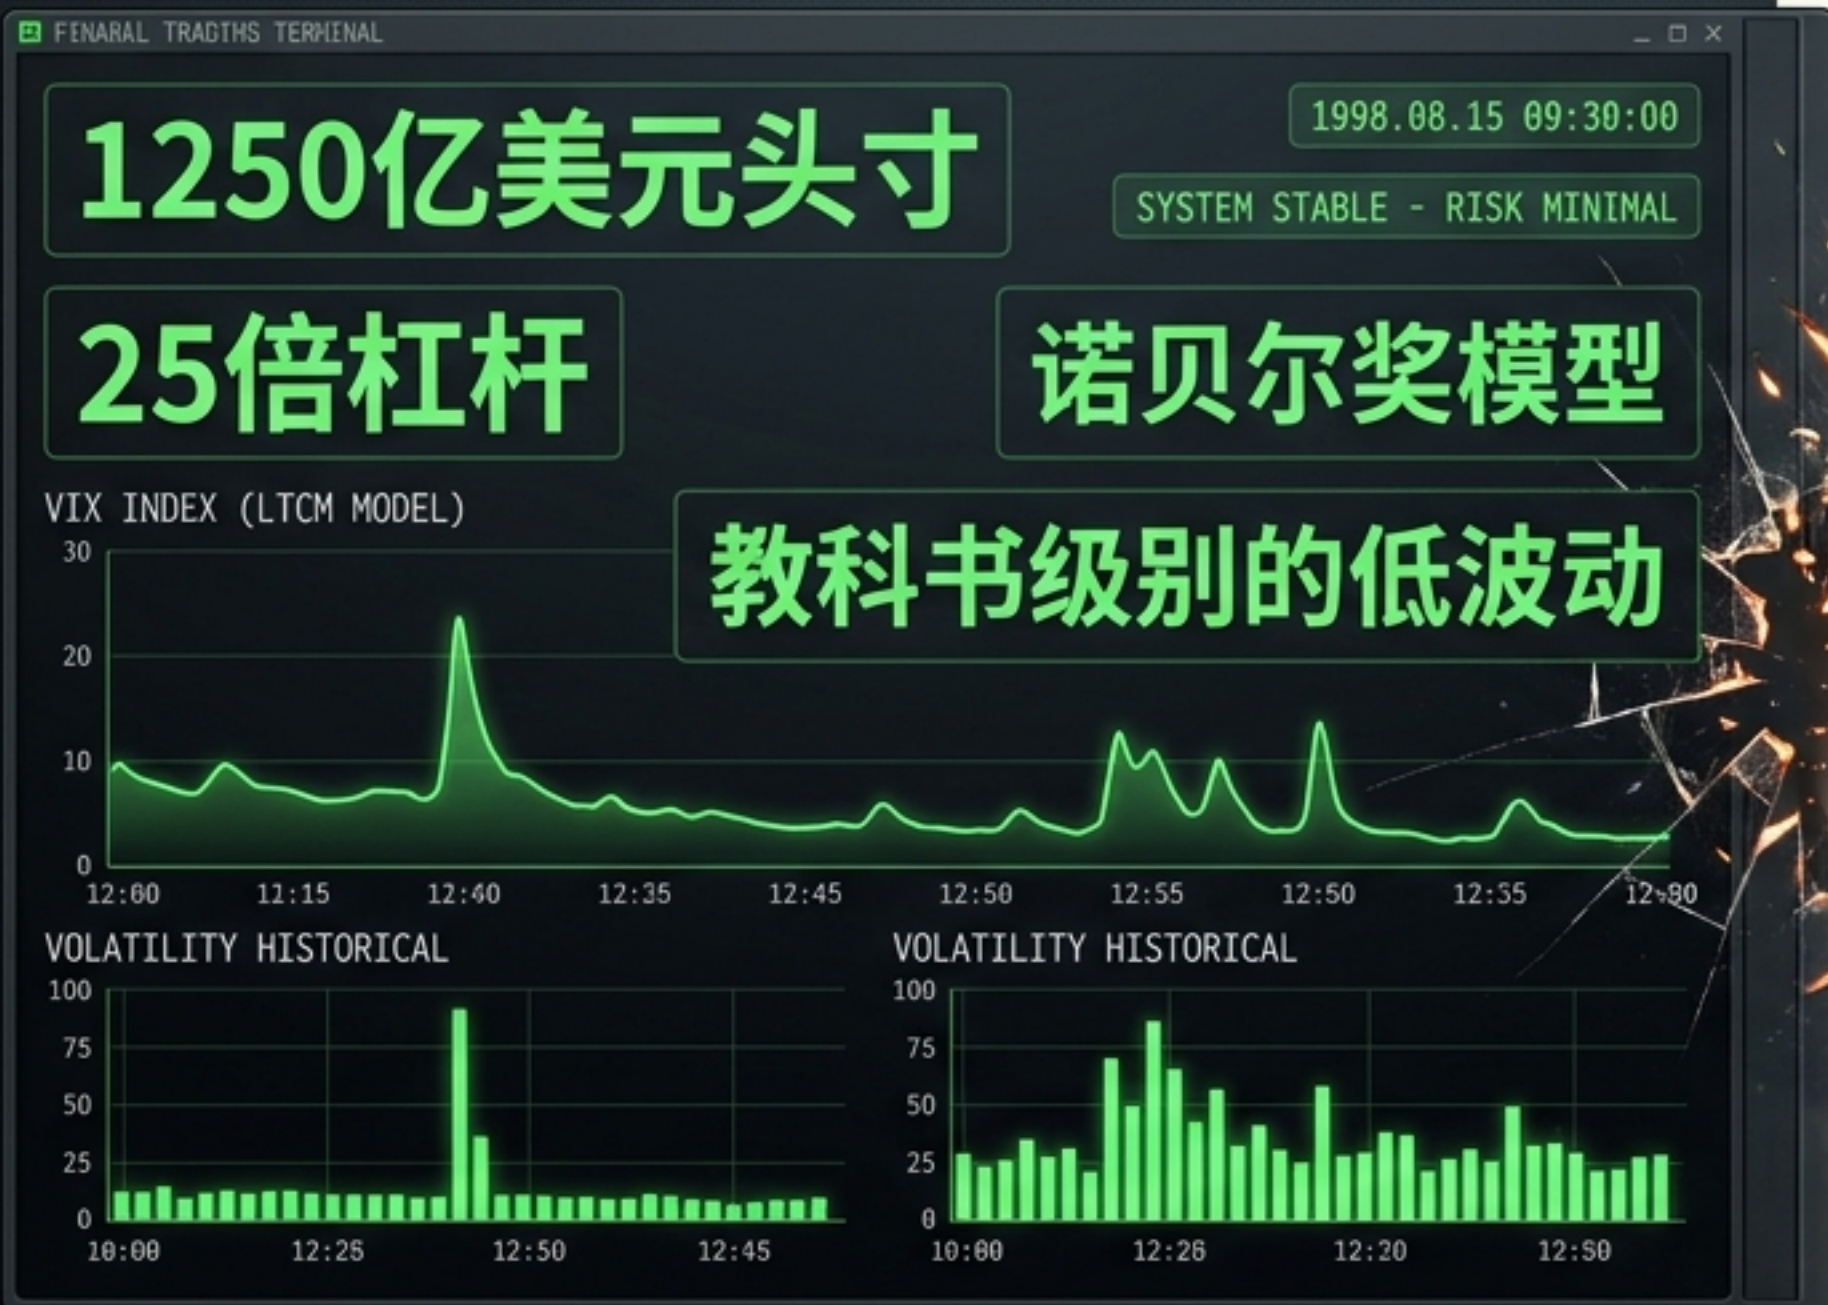 FENARAL TRADTHS TERMINAL
1250亿美元头寸
1998.08.15 09:30:00
SYSTEM STABLE - RISK MINIMAL
25倍杠杆
诺贝尔奖模型
VIX INDEX (LTCM MODEL)
教科书级别的低波动
30
20
10
0
12:00 11:15 12:40 12:35 12:45 12:50 12:55 12:50 12:35
VOLATILITY HISTORICAL
100
75
50
25
0
10:00 12:25 12:50 12:45
VOLATILITY HISTORICAL
100
75
50
25
0
10:00 12:26 12:20 12:50